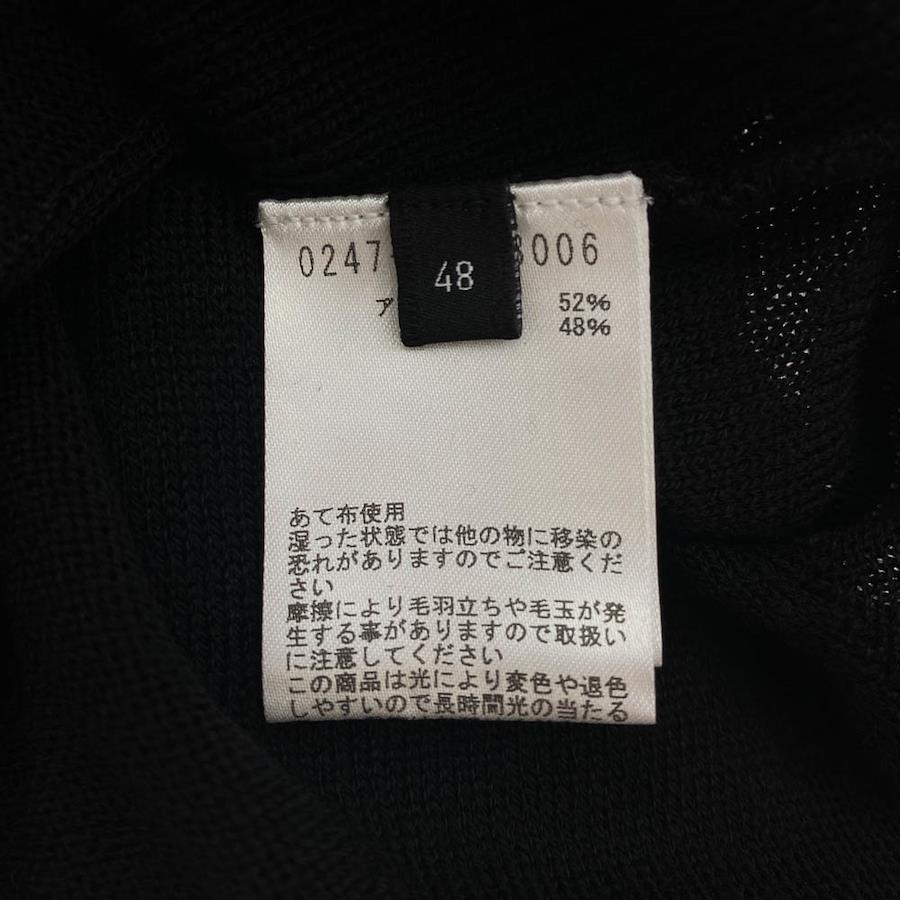 0247 48 3006
ア 52%
48%
あて布使用
湿った状態では他の物に移染の
恐れがありますのでご注意くだ
さい
摩擦により毛羽立ちや毛玉が発
生する事がありますので取扱い
に注意してください
この商品は光により変色や退色
しやすいので長時間光の当たる